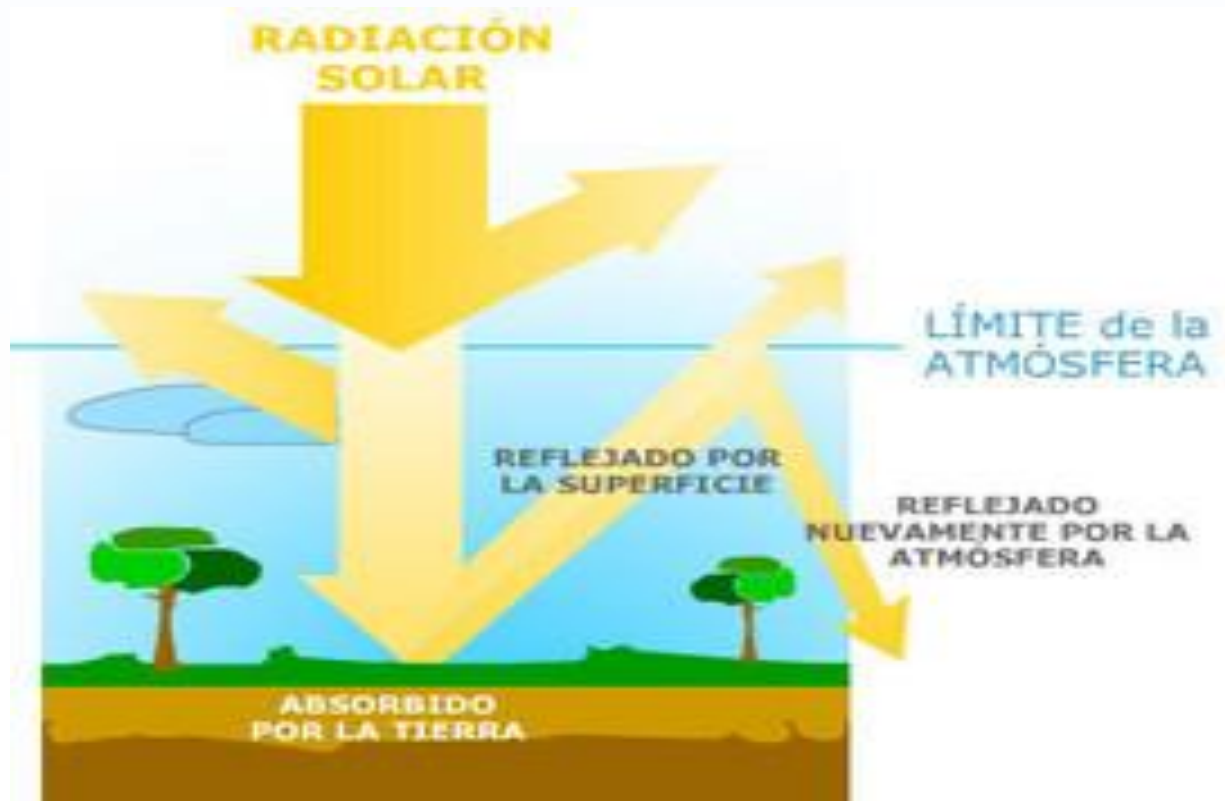 RADIACIÓN
SOLAR
LÍMITE de la
ATMÓSFERA
REFLEJADO POR
LA SUPERFICIE
REFLEJADO
NUEVAMENTE POR LA
ATMÓSFERA
ABSORBIDO
POR LA TIERRA